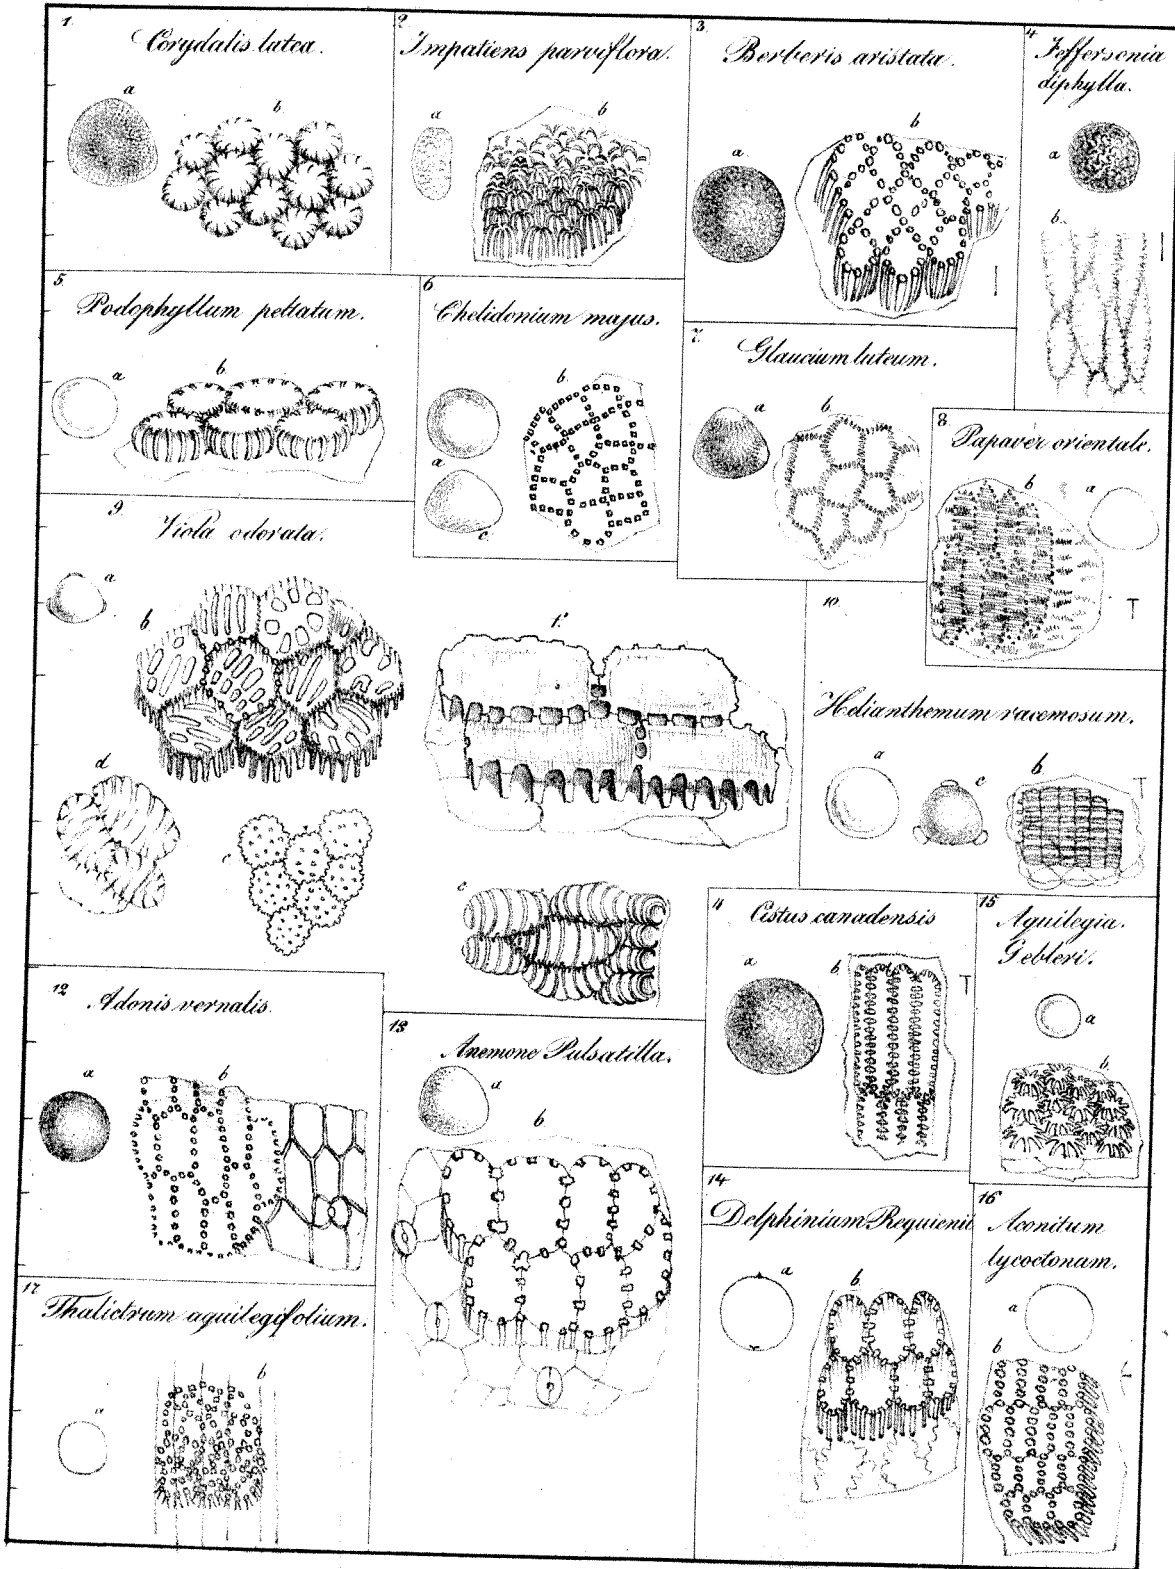 1.
Corydalis lutea.
a
b
2
Impatiens parviflora.
a
b
3.
Berberis aristata.
a
b
4
Jeffersonia
diphylla.
a
b.
5
Podophyllum peltatum.
a
b
6
Chelidonium majus.
b
a
c
7.
Glaucium luteum.
a
b
8.
Papaver orientale.
b
a
9
Viola odorata.
a
b
f.
d
c
e
10.
Helianthemum racemosum.
a
c
b
11
Cistus canadensis
a
b
15
Aquilegia.
Gebleri.
a
b
12
Adonis vernalis.
a
b
13
Anemone Pulsatilla.
a
b
14
Delphinium Requienii
a
b
16
Aconitum
lycoctonum.
a
b
17
Thalictrum aquilegifolium.
a
b